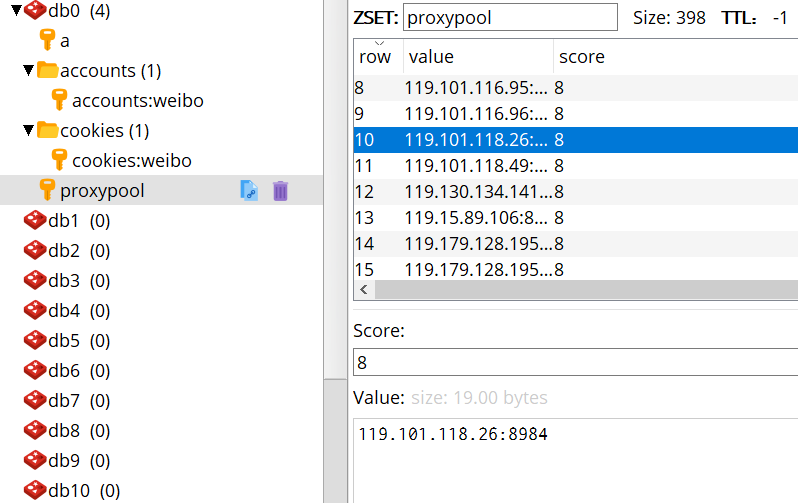 db0 (4)
a
accounts (1)
accounts:weibo
cookies (1)
cookies:weibo
proxypool
db1 (0)
db2 (0)
db3 (0)
db4 (0)
db5 (0)
db6 (0)
db7 (0)
db8 (0)
db9 (0)
db10 (0)
ZSET: proxypool Size: 398 TTL: -1
row value score
8 119.101.116.95:... 8
9 119.101.116.96:... 8
10 119.101.118.26:... 8
11 119.101.118.49:... 8
12 119.130.134.141... 8
13 119.15.89.106:8... 8
14 119.179.128.195... 8
15 119.179.128.195... 8
Score:
8
Value: size: 19.00 bytes
119.101.118.26:8984